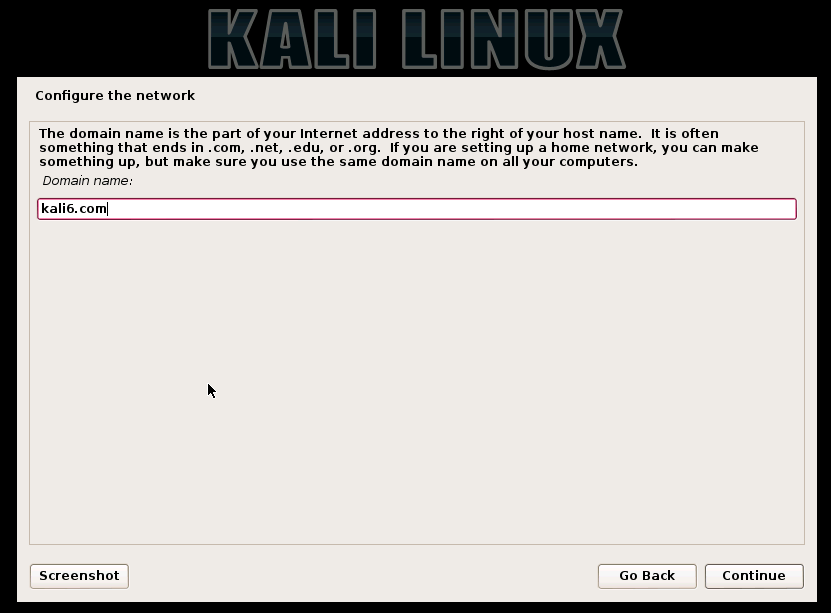 KALI LINUX
Configure the network
The domain name is the part of your Internet address to the right of your host name.  It is often
something that ends in .com, .net, .edu, or .org.  If you are setting up a home network, you can make
something up, but make sure you use the same domain name on all your computers.
Domain name:
kali6.com
Screenshot
Go Back
Continue